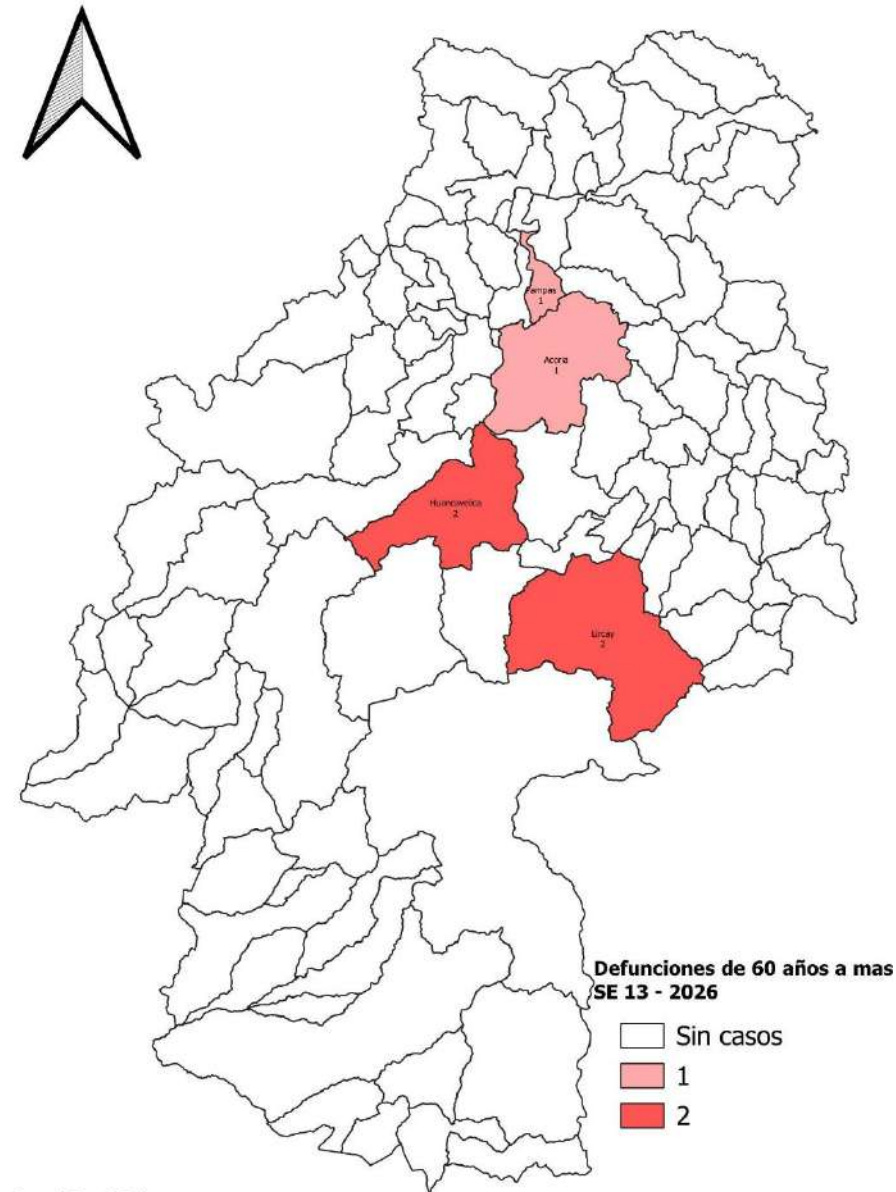 Pampas
1
Acoria
1
Huancavelica
2
Lircay
2
Defunciones de 60 años a mas
SE 13 - 2026
Sin casos
1
2